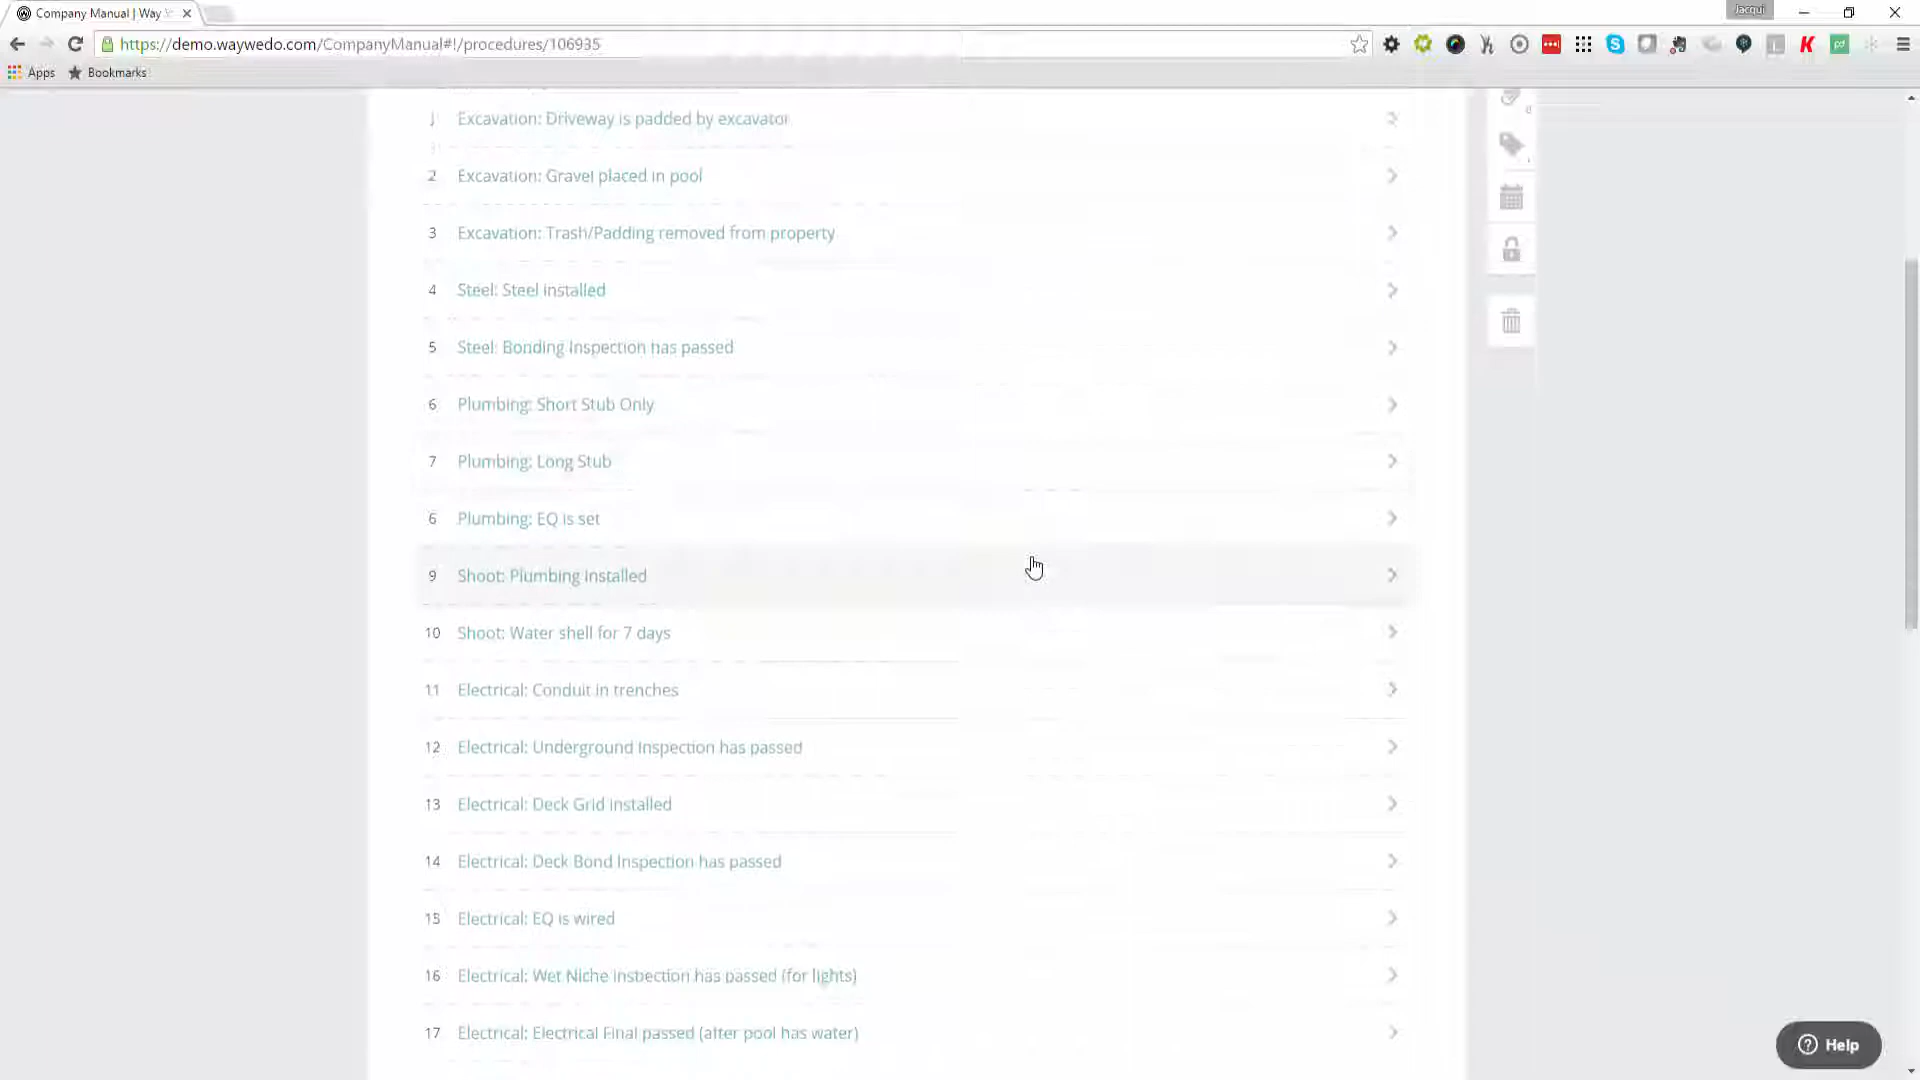 Company Manual | Way
Jacqui
https://demo.waywedo.com/CompanyManual#!/procedures/106935
Apps
Bookmarks
Excavation: Driveway is padded by excavator
2 Excavation: Gravel placed in pool
3 Excavation: Trash/Padding removed from property
4 Steel: Steel installed
5 Steel: Bonding Inspection has passed
6 Plumbing: Short Stub Only
7 Plumbing: Long Stub
6 Plumbing: EQ is set
9 Shoot: Plumbing installed
10 Shoot: Water shell for 7 days
11 Electrical: Conduit in trenches
12 Electrical: Underground Inspection has passed
13 Electrical: Deck Grid installed
14 Electrical: Deck Bond Inspection has passed
15 Electrical: EQ is wired
16 Electrical: Wet Niche Inspection has passed (for lights)
17 Electrical: Electrical Final passed (after pool has water)
Help